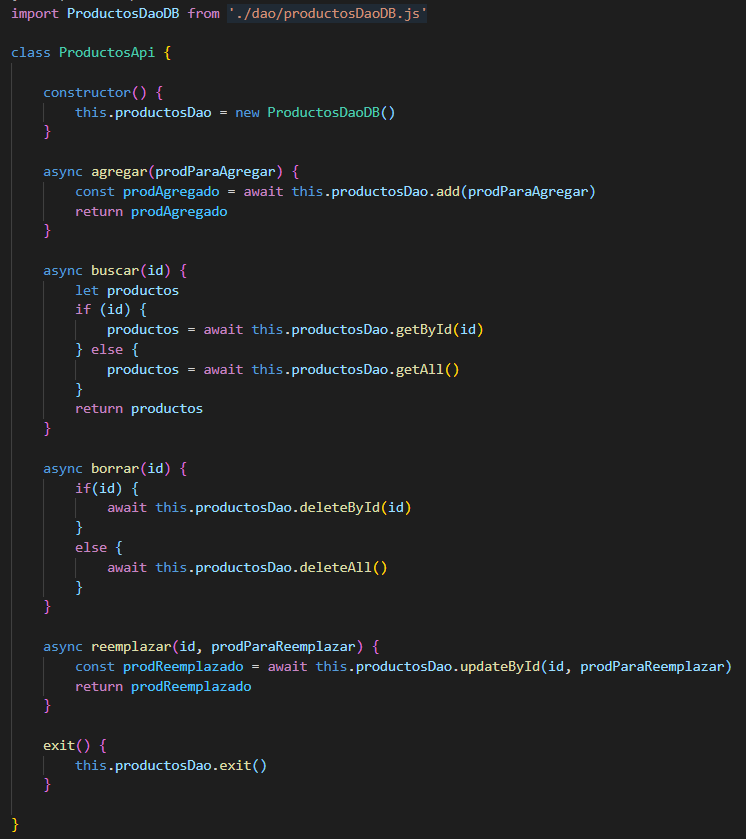 import ProductosDaoDB from './dao/productosDaoDB.js'
class ProductosApi {
constructor() {
this.productosDao = new ProductosDaoDB()
}
async agregar(prodParaAgregar) {
const prodAgregado = await this.productosDao.add(prodParaAgregar)
return prodAgregado
}
async buscar(id) {
let productos
if (id) {
productos = await this.productosDao.getById(id)
} else {
productos = await this.productosDao.getAll()
}
return productos
}
async borrar(id) {
if(id) {
await this.productosDao.deleteById(id)
}
else {
await this.productosDao.deleteAll()
}
}
async reemplazar(id, prodParaReemplazar) {
const prodReemplazado = await this.productosDao.updateById(id, prodParaReemplazar)
return prodReemplazado
}
exit() {
this.productosDao.exit()
}
}